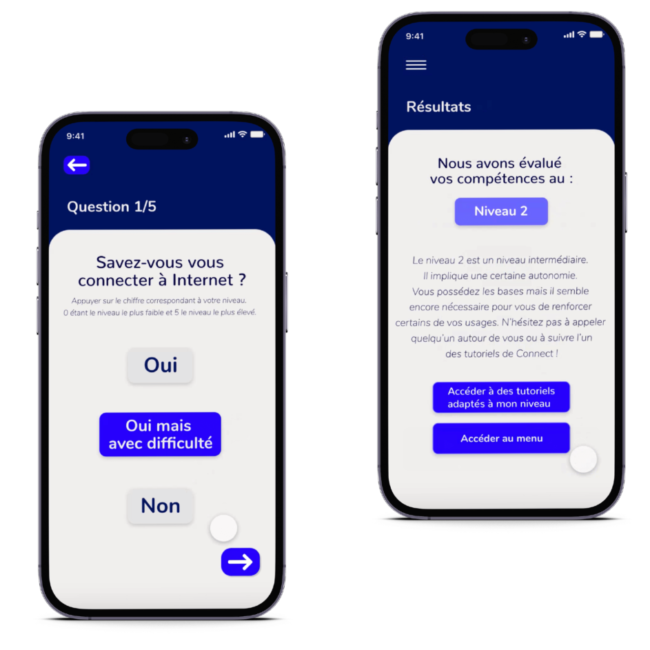 9:41
Question 1/5
Savez-vous vous
connecter à Internet ?
Appuyer sur le chiffre correspondant à votre niveau.
0 étant le niveau le plus faible et 5 le niveau le plus élevé.
Oui
Oui mais
avec difficulté
Non
9:41
Résultats
Nous avons évalué
vos compétences au :
Niveau 2
Le niveau 2 est un niveau intermédiaire.
Il implique une certaine autonomie.
Vous possédez les bases mais il semble
encore nécessaire pour vous de renforcer
certains de vos usages. N'hésitez pas à appeler
quelqu'un autour de vous ou à suivre l'un
des tutoriels de Connect !
Accéder à des tutoriels
adaptés à mon niveau
Accéder au menu